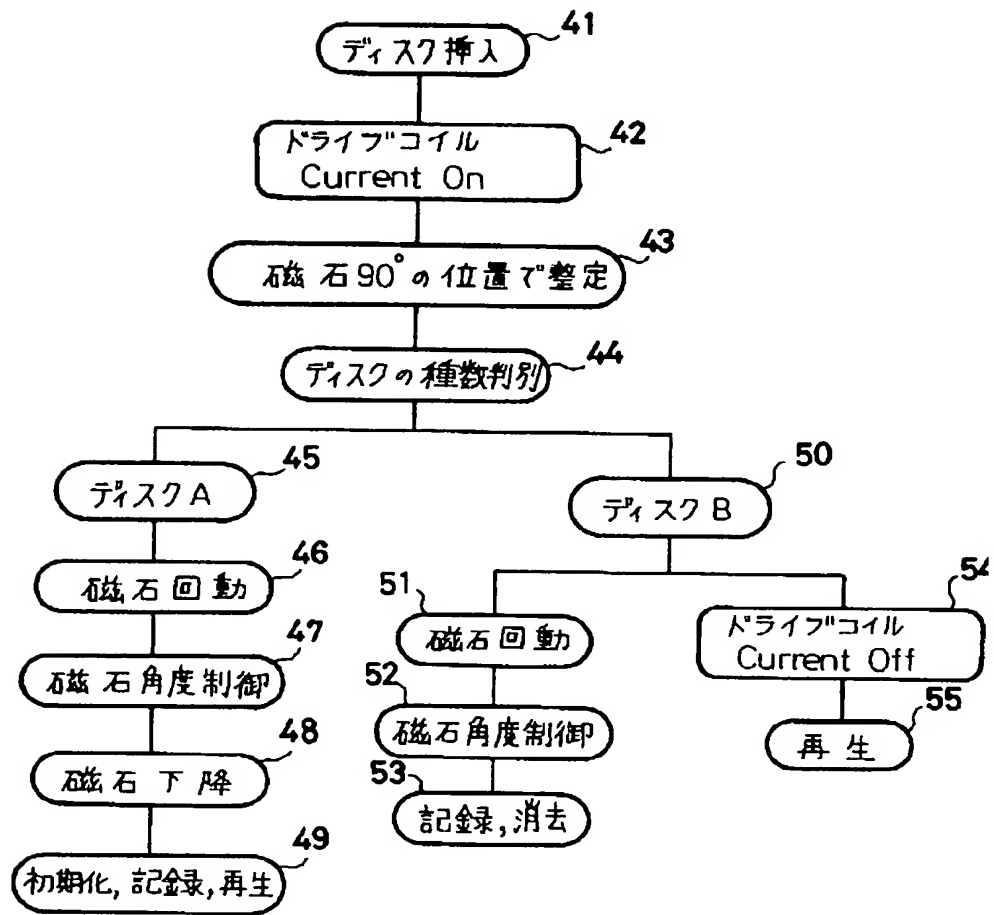 ディスク挿入 41
ドライブコイル
Current On 42
磁石90°の位置で整定 43
ディスクの種数判別 44
ディスクA 45
磁石回動 46
磁石角度制御 47
磁石下降 48
初期化,記録,再生 49
ディスクB 50
磁石回動 51
磁石角度制御 52
記録,消去 53
ドライブコイル
Current Off 54
再生 55